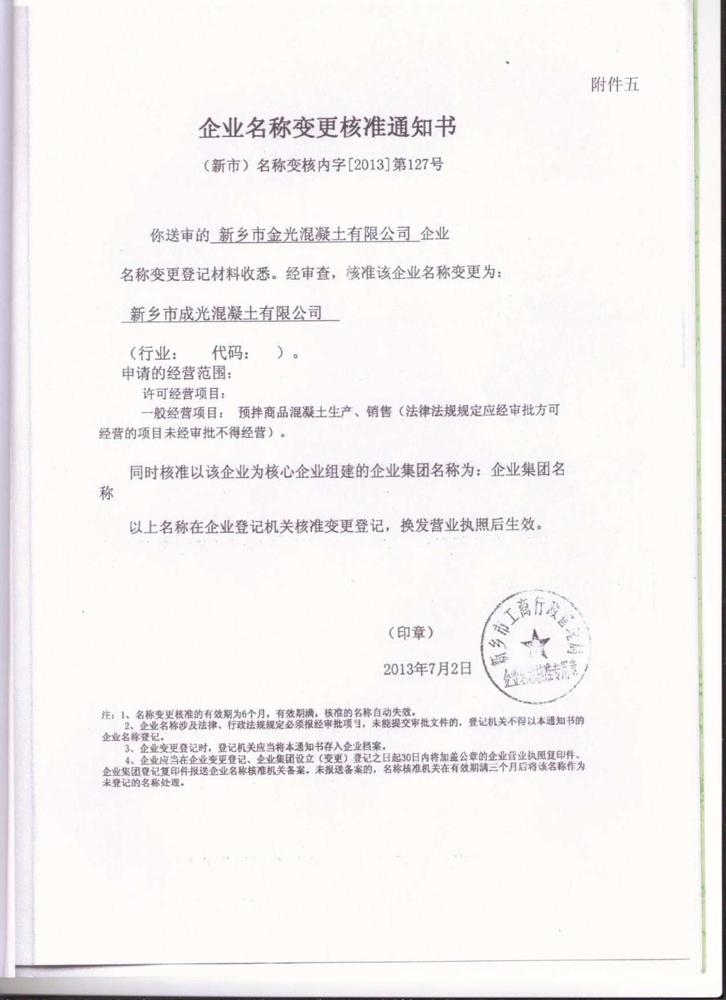 附件五
企业名称变更核准通知书
（新市）名称变核内字[2013]第127号
你送审的 新乡市金光混凝土有限公司 企业
名称变更登记材料收悉。经审查，核准该企业名称变更为：
新乡市成光混凝土有限公司
（行业： 代码： ）。
申请的经营范围：
许可经营项目：
一般经营项目： 预拌商品混凝土生产、销售（法律法规规定应经审批方可
经营的项目未经审批不得经营）。
同时核准以该企业为核心企业组建的企业集团名称为：企业集团名
称
以上名称在企业登记机关核准变更登记，换发营业执照后生效。
（印章）
2013年7月2日
新乡市工商行政管理局
企业名称核准专用章
注：1、名称变更核准的有效期为6个月，有效期满，核准的名称自动失效。
2、企业名称涉及法律、行政法规规定必须报经审批项目，未能提交审批文件的，登记机关不得以本通知书的
企业名称登记。
3、企业变更登记时，登记机关应当将本通知书存入企业档案。
4、企业应当在企业变更登记、企业集团设立（变更）登记之日起30日内将加盖公章的企业营业执照复印件、
企业集团登记复印件报送企业名称核准机关备案。未报送备案的，名称核准机关在有效期满三个月后将该名称作为
未登记的名称处理。